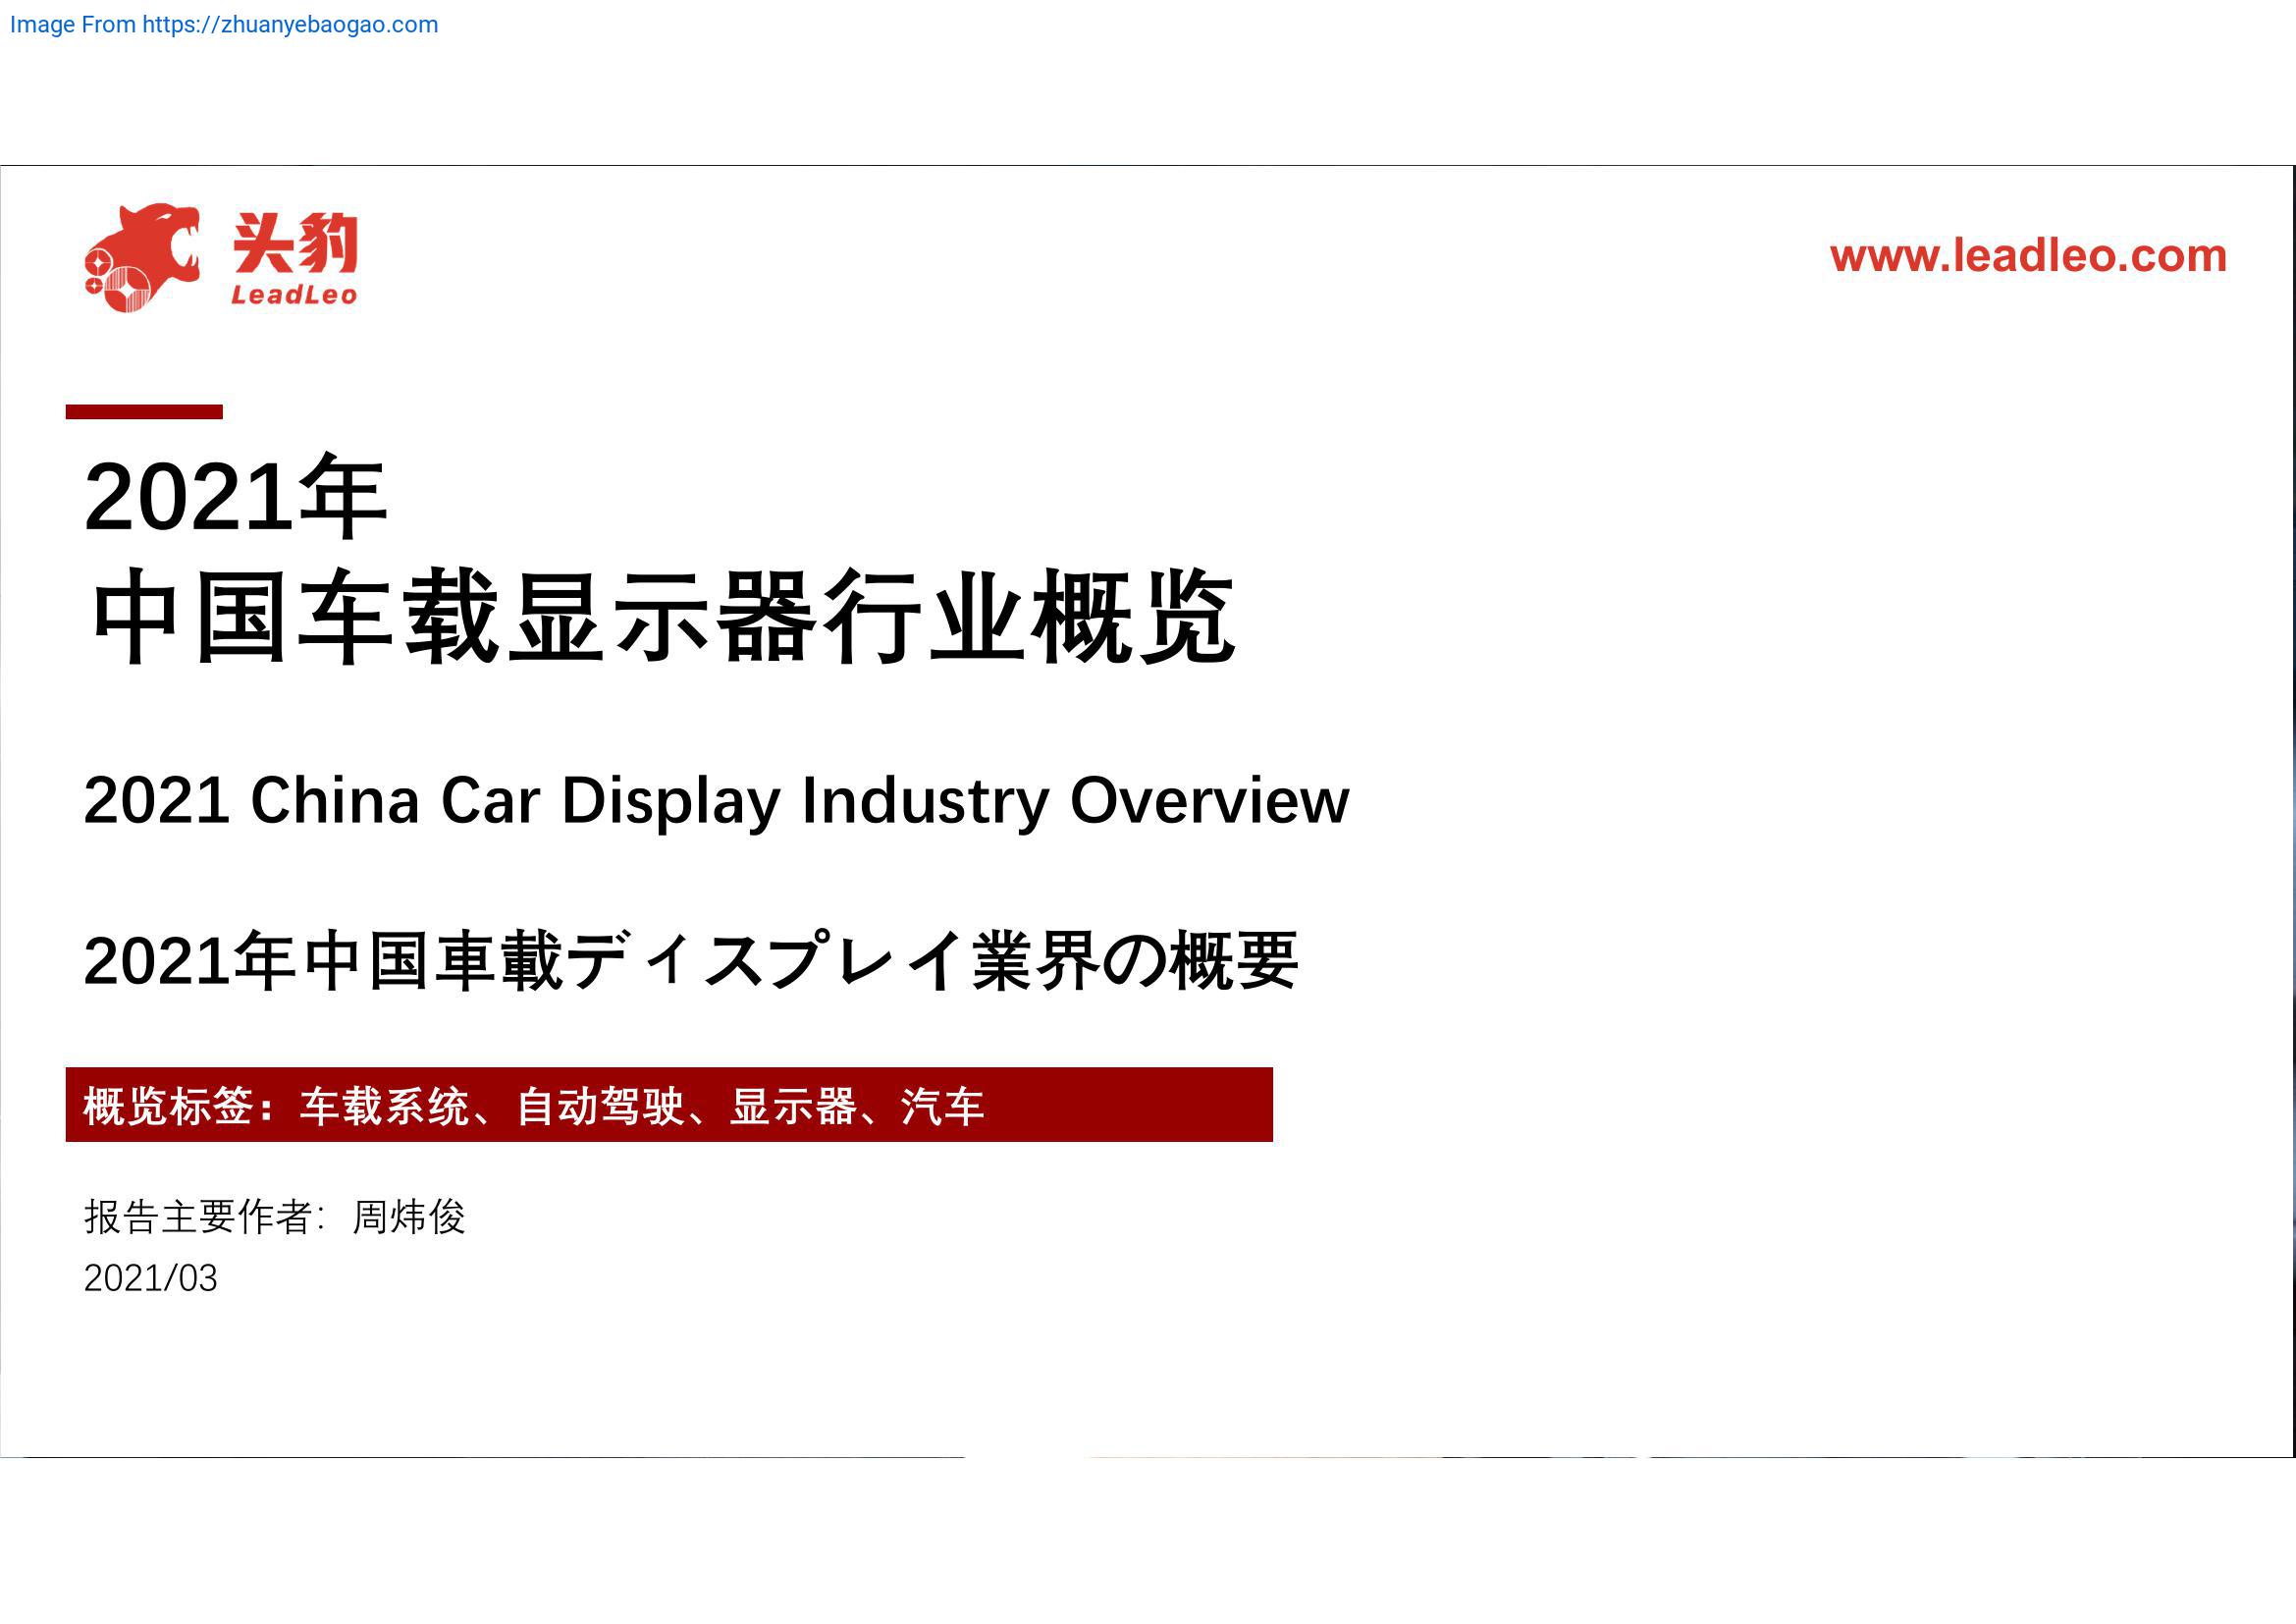 Image From https://zhuanyebaogao.com
头豹
LeadLeo
www.leadleo.com
2021年
中国车载显示器行业概览
2021 China Car Display Industry Overview
2021年中国車載ディスプレイ業界の概要
概览标签：车载系统、自动驾驶、显示器、汽车
报告主要作者：周炜俊
2021/03